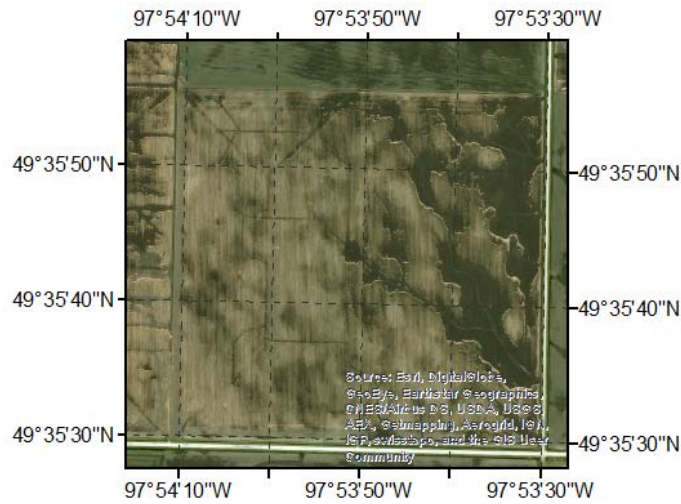 97°54'10"W 97°53'50"W 97°53'30"W
49°35'50"N 49°35'50"N
49°35'40"N 49°35'40"N
Source: Esri, DigitalGlobe,
GeoEye, Earthstar Geographics,
CNES/Airbus DS, USDA, USGS,
AEX, Getmapping, Aerogrid, IGN,
IGP, swisstopo, and the GIS User
Community
49°35'30"N 49°35'30"N
97°54'10"W 97°53'50"W 97°53'30"W